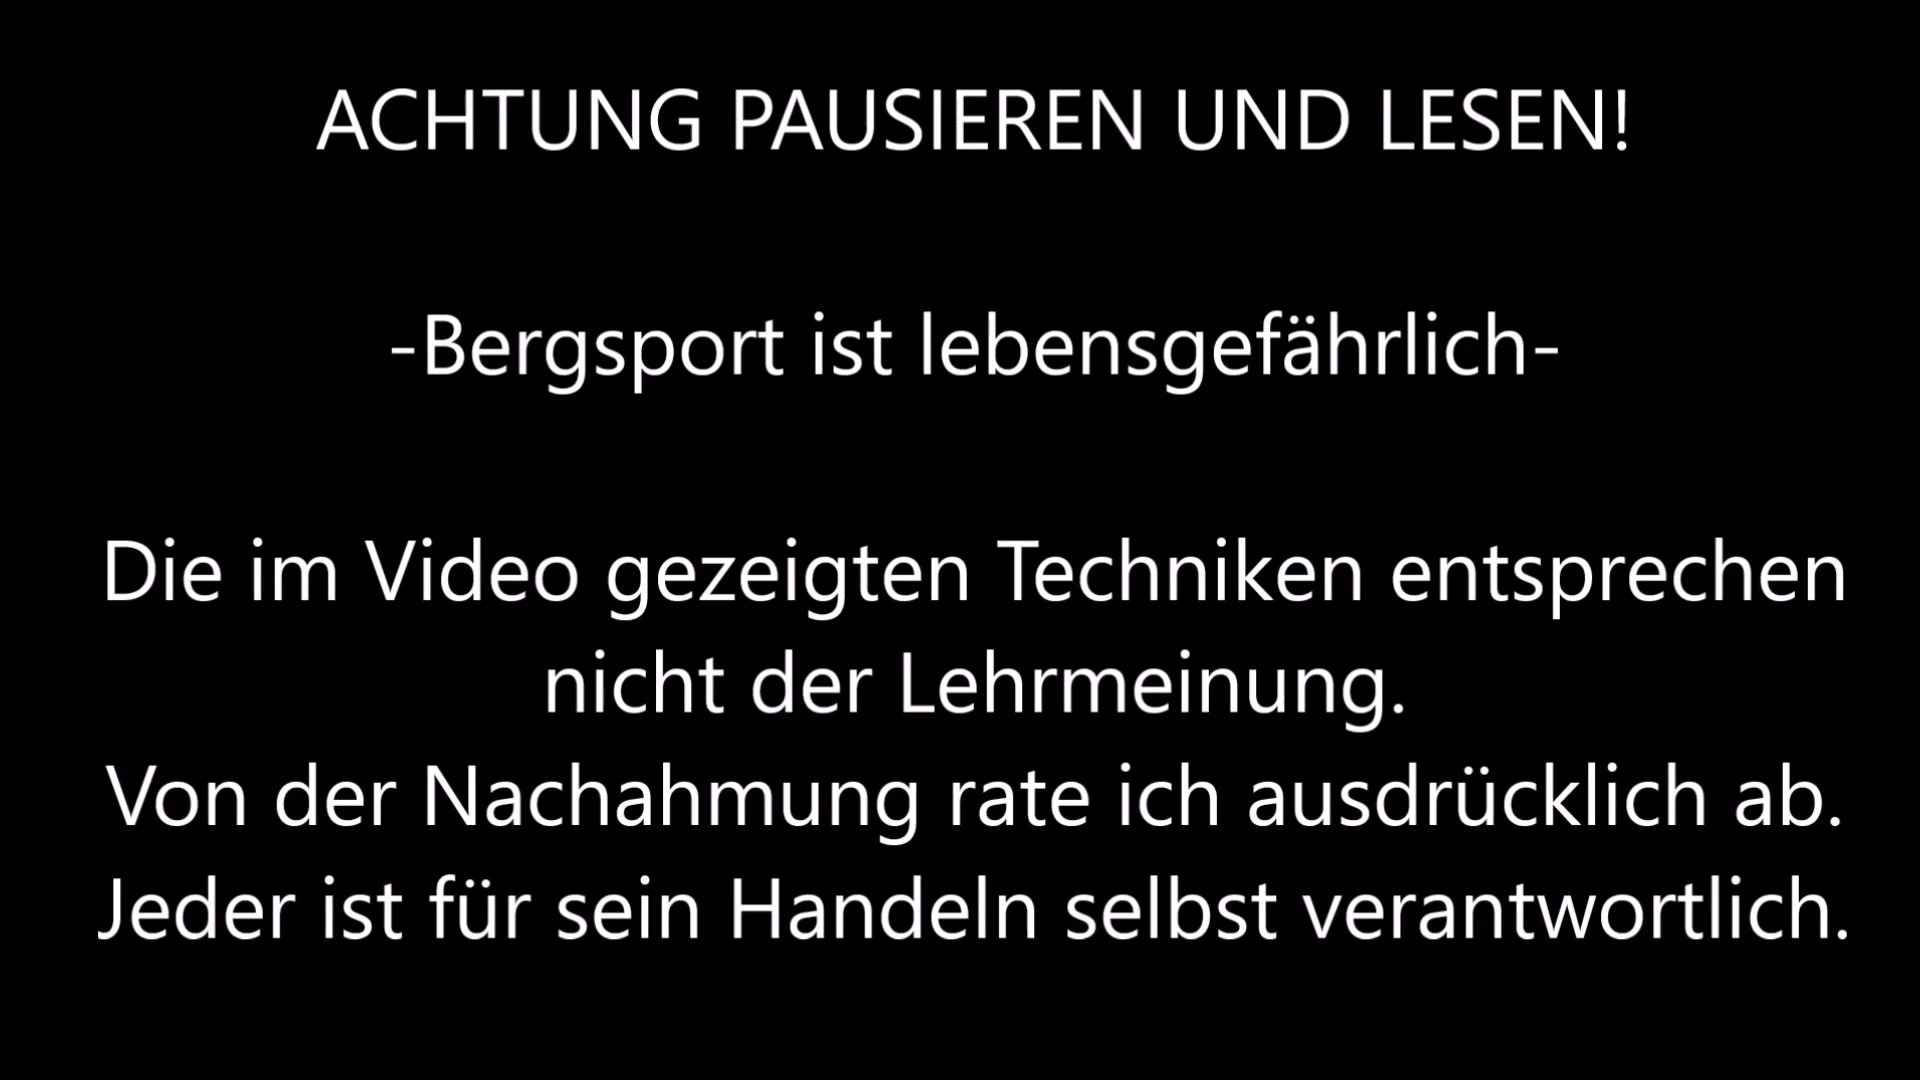 ACHTUNG PAUSIEREN UND LESEN!
-Bergsport ist lebensgefährlich-
Die im Video gezeigten Techniken entsprechen
nicht der Lehrmeinung.
Von der Nachahmung rate ich ausdrücklich ab.
Jeder ist für sein Handeln selbst verantwortlich.